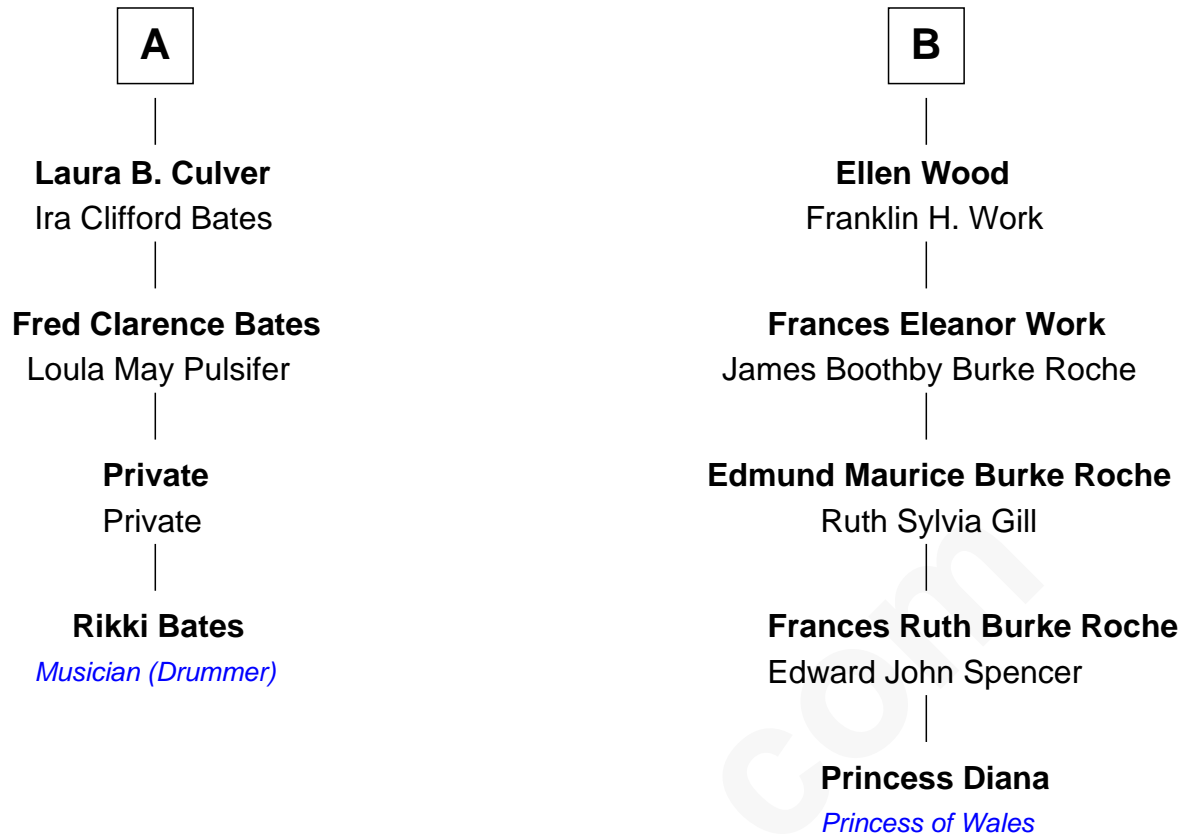 A
Laura B. Culver
Ira Clifford Bates
Fred Clarence Bates
Loula May Pulsifer
Private
Private
Rikki Bates
Musician (Drummer)
B
Ellen Wood
Franklin H. Work
Frances Eleanor Work
James Boothby Burke Roche
Edmund Maurice Burke Roche
Ruth Sylvia Gill
Frances Ruth Burke Roche
Edward John Spencer
Princess Diana
Princess of Wales
com